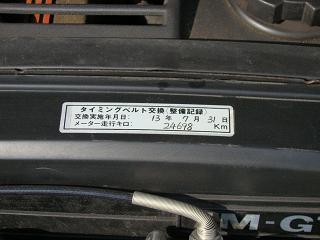 タイミングベルト交換(整備記録)
交換実施年月日: 13 年 7 月 31 日
メーター走行キロ: 24698 Km
M-G